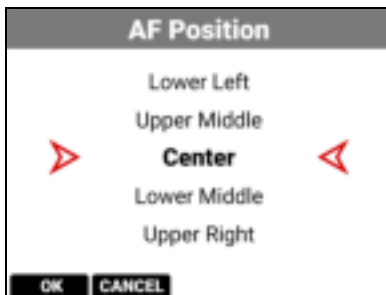 AF Position
Lower Left
Upper Middle
Center
Lower Middle
Upper Right
OK CANCEL